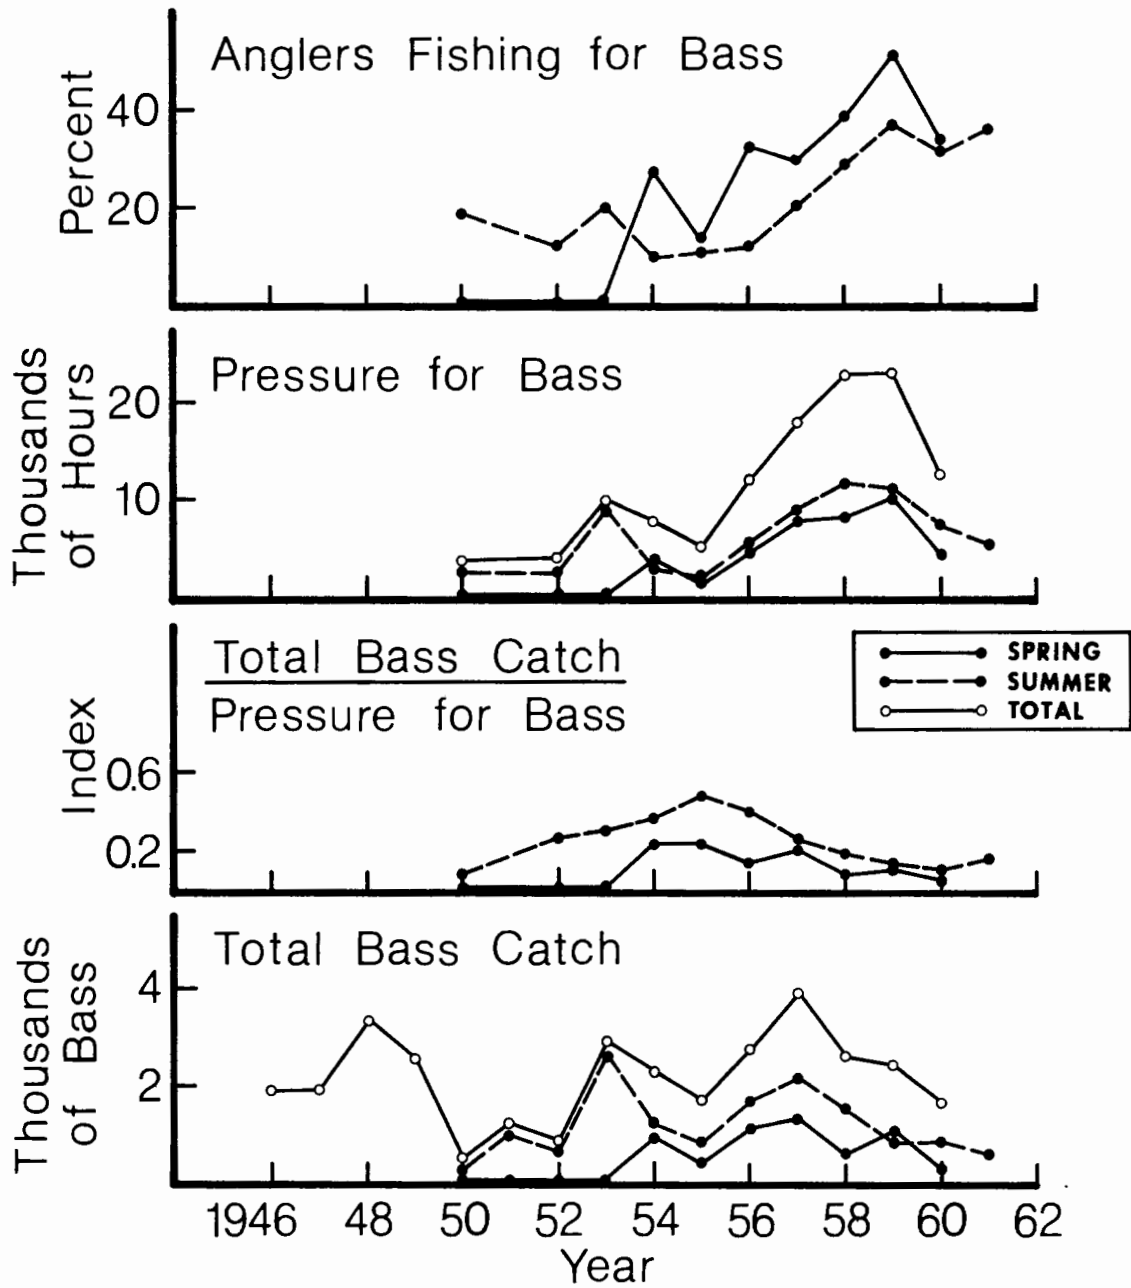 Anglers Fishing for Bass
Percent
40
20
Pressure for Bass
Thousands
of Hours
20
10
Total Bass Catch
Pressure for Bass
SPRING
SUMMER
TOTAL
Index
0.6
0.2
Total Bass Catch
Thousands
of Bass
4
2
1946 48 50 52 54 56 58 60 62
Year